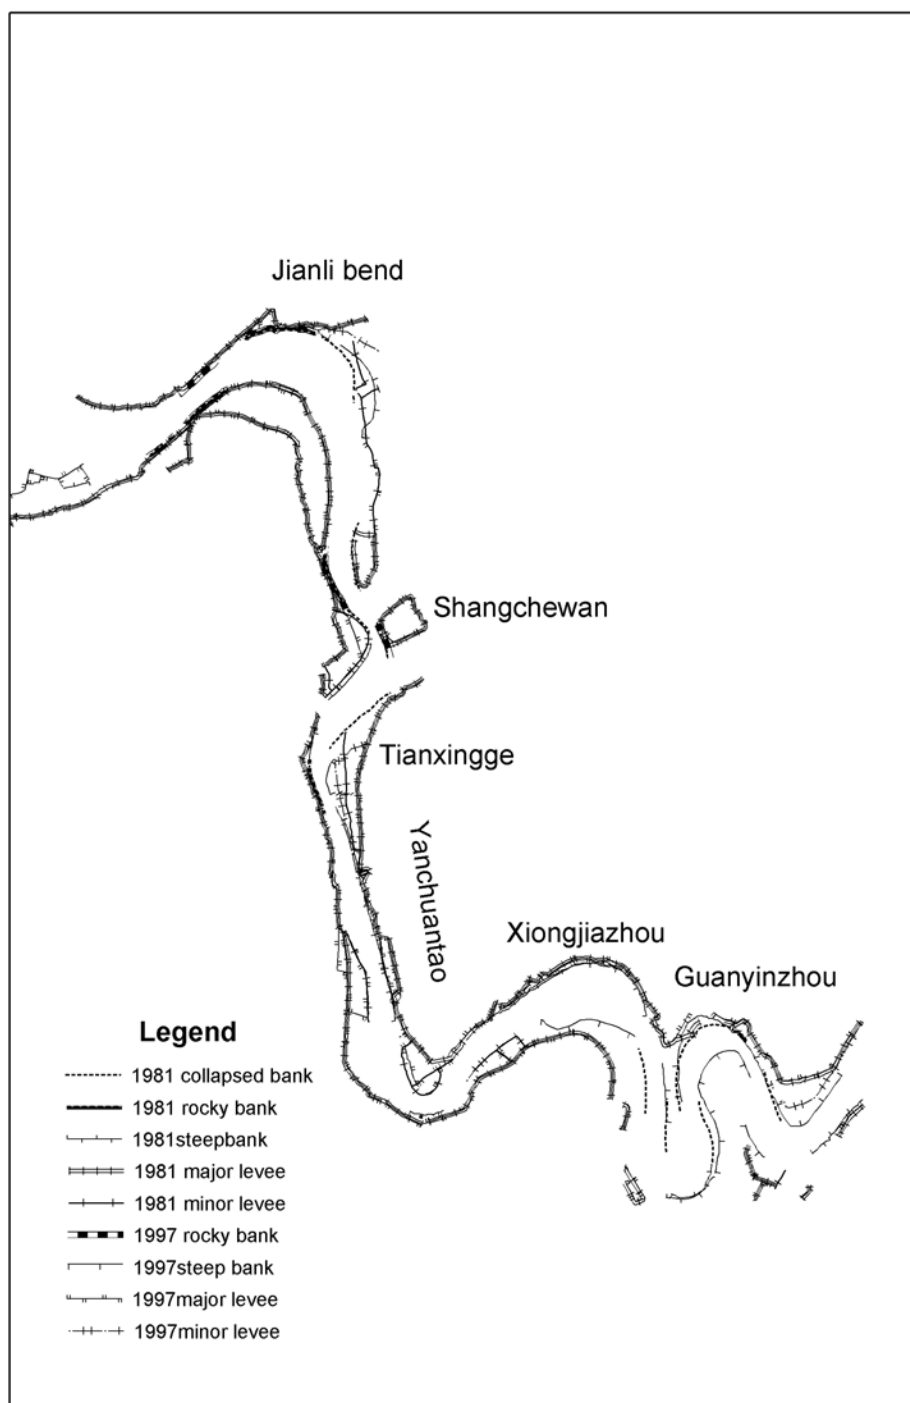 Jianli bend
Shangchewan
Tianxingge
Yanchuantao
Xiongjiazhou
Guanyinzhou
Legend
1981 collapsed bank
1981 rocky bank
1981steepbank
1981 major levee
1981 minor levee
1997 rocky bank
1997steep bank
1997major levee
1997minor levee